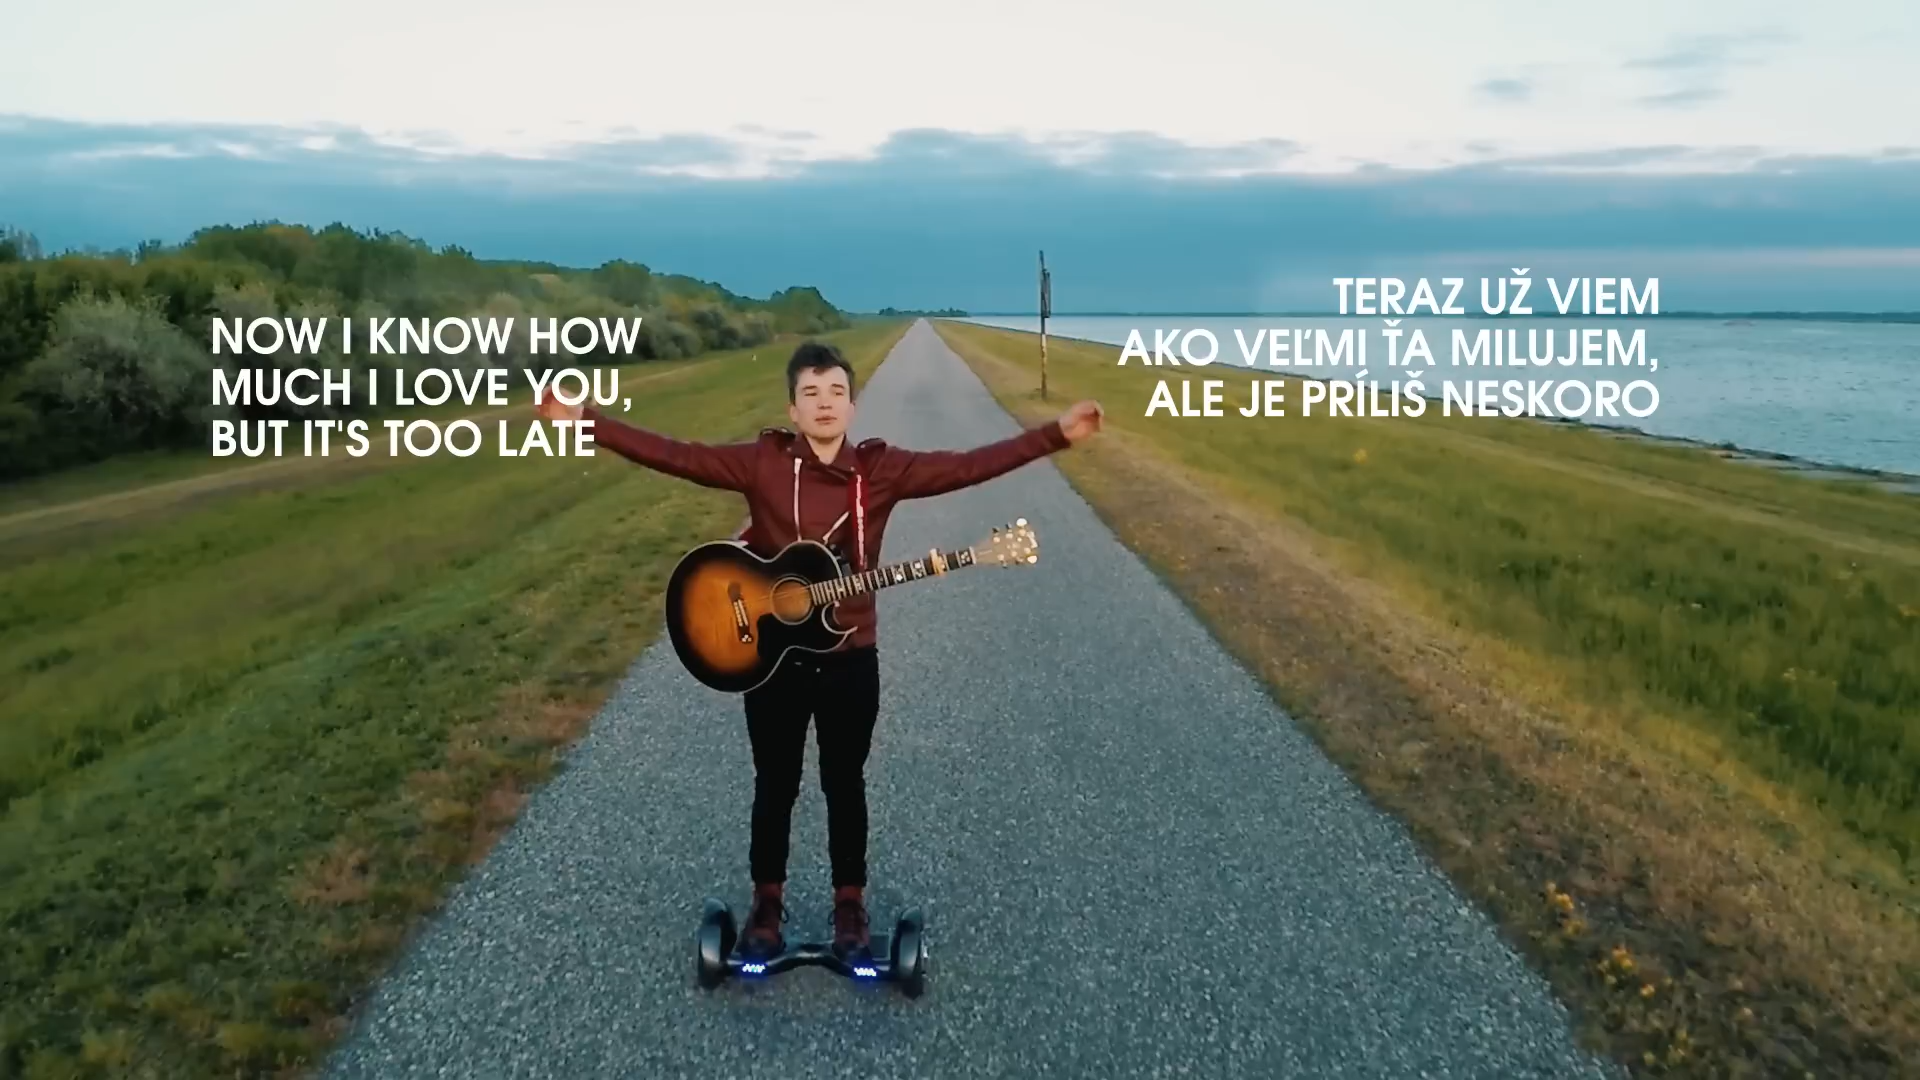 NOW I KNOW HOW
MUCH I LOVE YOU,
BUT IT'S TOO LATE
TERAZ UŽ VIEM
AKO VEĽMI ŤA MILUJEM,
ALE JE PRÍLIŠ NESKORO